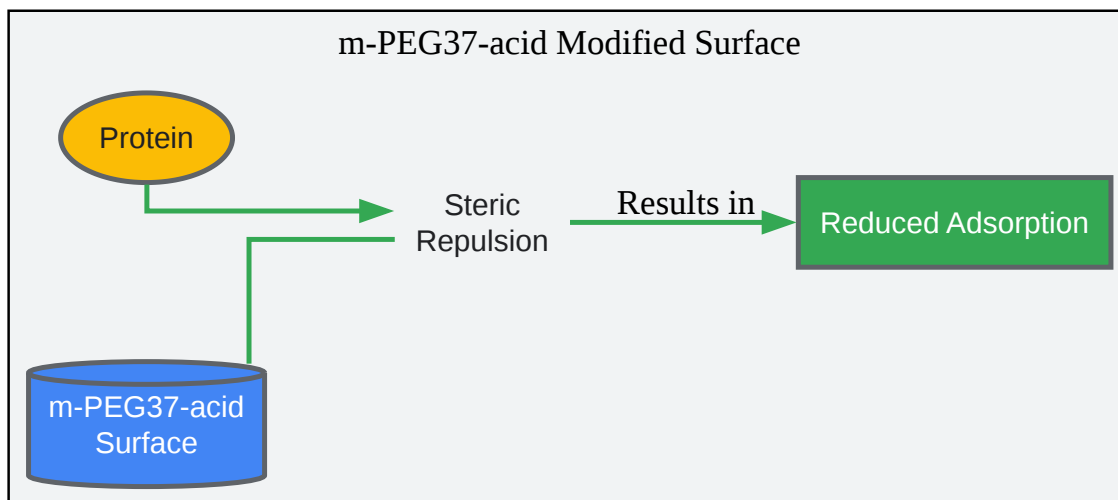 m-PEG37-acid Modified Surface
Protein
Steric
Repulsion
Results in
Reduced Adsorption
m-PEG37-acid
Surface